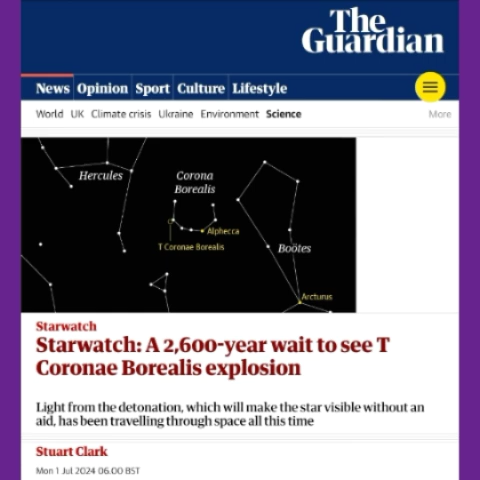 The
Guardian
News Opinion Sport Culture Lifestyle
World UK Climate crisis Ukraine Environment Science More
Hercules
Corona
Borealis
Alphecca
T Coronae Borealis
Boötes
Arcturus
Starwatch
Starwatch: A 2,600-year wait to see T
Coronae Borealis explosion
Light from the detonation, which will make the star visible without an
aid, has been travelling through space all this time
Stuart Clark
Mon 1 Jul 2024 06.00 BST